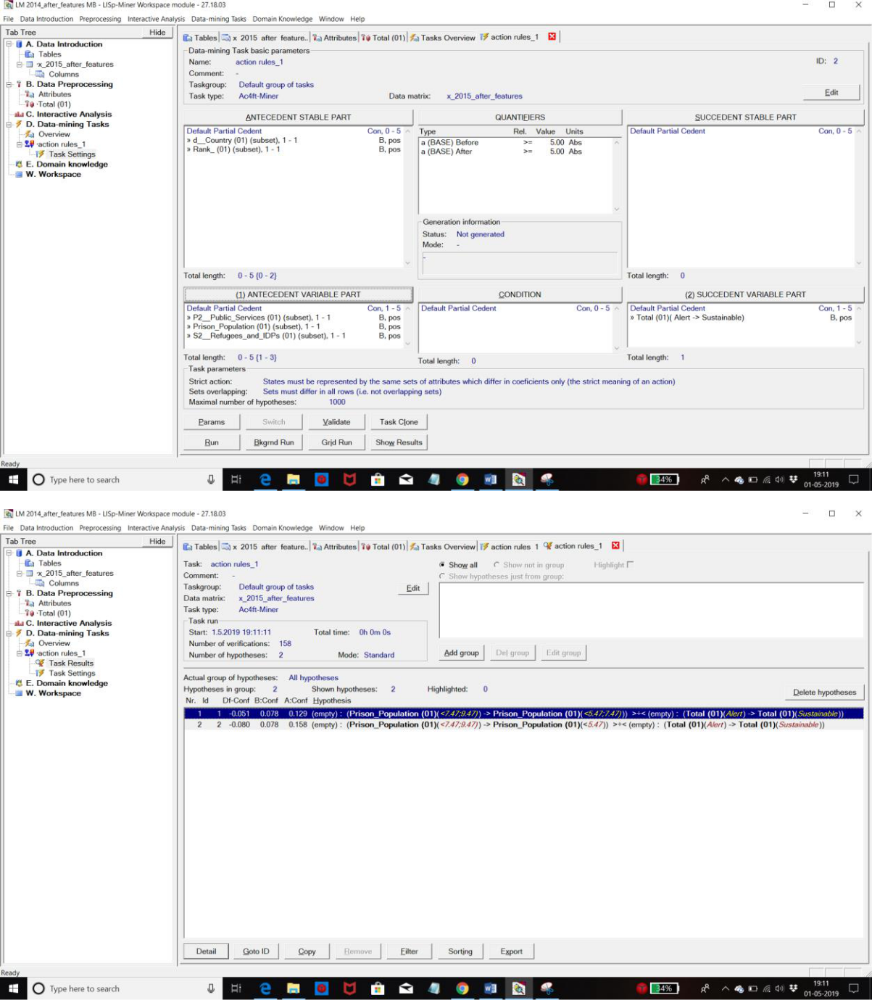 LM 2014_after_features MB - LISp-Miner Workspace module - 27.18.03
File Data Introduction Preprocessing Interactive Analysis Data-mining Tasks Domain Knowledge Window Help
Tab Tree Hide
A. Data Introduction
Tables
·x_2015_after_features
Columns
B. Data Preprocessing
Attributes
·Total (01)
C. Interactive Analysis
D. Data-mining Tasks
Overview
·action rules_1
Task Settings
E. Domain knowledge
W. Workspace
Tables x 2015 after feature.. Attributes Total (01) Tasks Overview action rules_1
Data-mining Task basic parameters
Name: action rules_1 ID: 2
Comment: -
Taskgroup: Default group of tasks
Task type: Ac4ft-Miner Data matrix: x_2015_after_features
Edit
ANTECEDENT STABLE PART
Default Partial Cedent Con, 0 - 5
» d__Country (01) (subset), 1 - 1 B, pos
» Rank_ (01) (subset), 1 - 1 B, pos
Total length: 0 - 5 {0 - 2}
QUANTIFIERS
Type Rel. Value Units
a (BASE) Before >= 5.00 Abs
a (BASE) After >= 5.00 Abs
Generation information
Status: Not generated
Mode: -
-
SUCCEDENT STABLE PART
Default Partial Cedent Con, 0 - 5
Total length: 0
(1) ANTECEDENT VARIABLE PART
Default Partial Cedent Con, 1 - 5
» P2__Public_Services (01) (subset), 1 - 1 B, pos
» Prison_Population (01) (subset), 1 - 1 B, pos
» S2__Refugees_and_IDPs (01) (subset), 1 - 1 B, pos
Total length: 0 - 5 {1 - 3}
CONDITION
Default Partial Cedent Con, 0 - 5
Total length: 0
(2) SUCCEDENT VARIABLE PART
Default Partial Cedent Con, 1 - 5
» Total (01)( Alert -> Sustainable) B, pos
Total length: 1
Task parameters
Strict action: States must be represented by the same sets of attributes which differ in coeficients only (the strict meaning of an action)
Sets overlapping: Sets must differ in all rows (i.e. not overlapping sets)
Maximal number of hypotheses: 1000
Params Switch Validate Task Clone
Run Bkgrnd Run Grid Run Show Results
Ready
Type here to search 34% 19:11
01-05-2019
LM 2014_after_features MB - LISp-Miner Workspace module - 27.18.03
File Data Introduction Preprocessing Interactive Analysis Data-mining Tasks Domain Knowledge Window Help
Tab Tree Hide
A. Data Introduction
Tables
·x_2015_after_features
Columns
B. Data Preprocessing
Attributes
·Total (01)
C. Interactive Analysis
D. Data-mining Tasks
Overview
·action rules_1
Task Results
Task Settings
E. Domain knowledge
W. Workspace
Tables x 2015 after feature.. Attributes Total (01) Tasks Overview action rules 1 action rules_1
Task: action rules_1
Comment: -
Taskgroup: Default group of tasks Edit
Data matrix: x_2015_after_features
Task type: Ac4ft-Miner
Task run
Start: 1.5.2019 19:11:11 Total time: 0h 0m 0s
Number of verifications: 158
Number of hypotheses: 2 Mode: Standard
Show all Show not in group Highlight
Show hypotheses just from group:
Add group Del group Edit group
Actual group of hypotheses: All hypotheses
Hypotheses in group: 2 Shown hypotheses: 2 Highlighted: 0 Delete hypotheses
Nr. Id Df-Conf B:Conf A:Conf Hypothesis
1 1 -0.051 0.078 0.129 (empty) : (Prison_Population (01)(<7.47;9.47)) -> Prison_Population (01)(<5.47;7.47))) >÷< (empty) : (Total (01)(Alert) -> Total (01)(Sustainable))
2 2 -0.080 0.078 0.158 (empty) : (Prison_Population (01)(<7.47;9.47)) -> Prison_Population (01)(<5.47)) >÷< (empty) : (Total (01)(Alert) -> Total (01)(Sustainable))
Detail Goto ID Copy Remove Filter Sorting Export
Ready
Type here to search 34% 19:11
01-05-2019